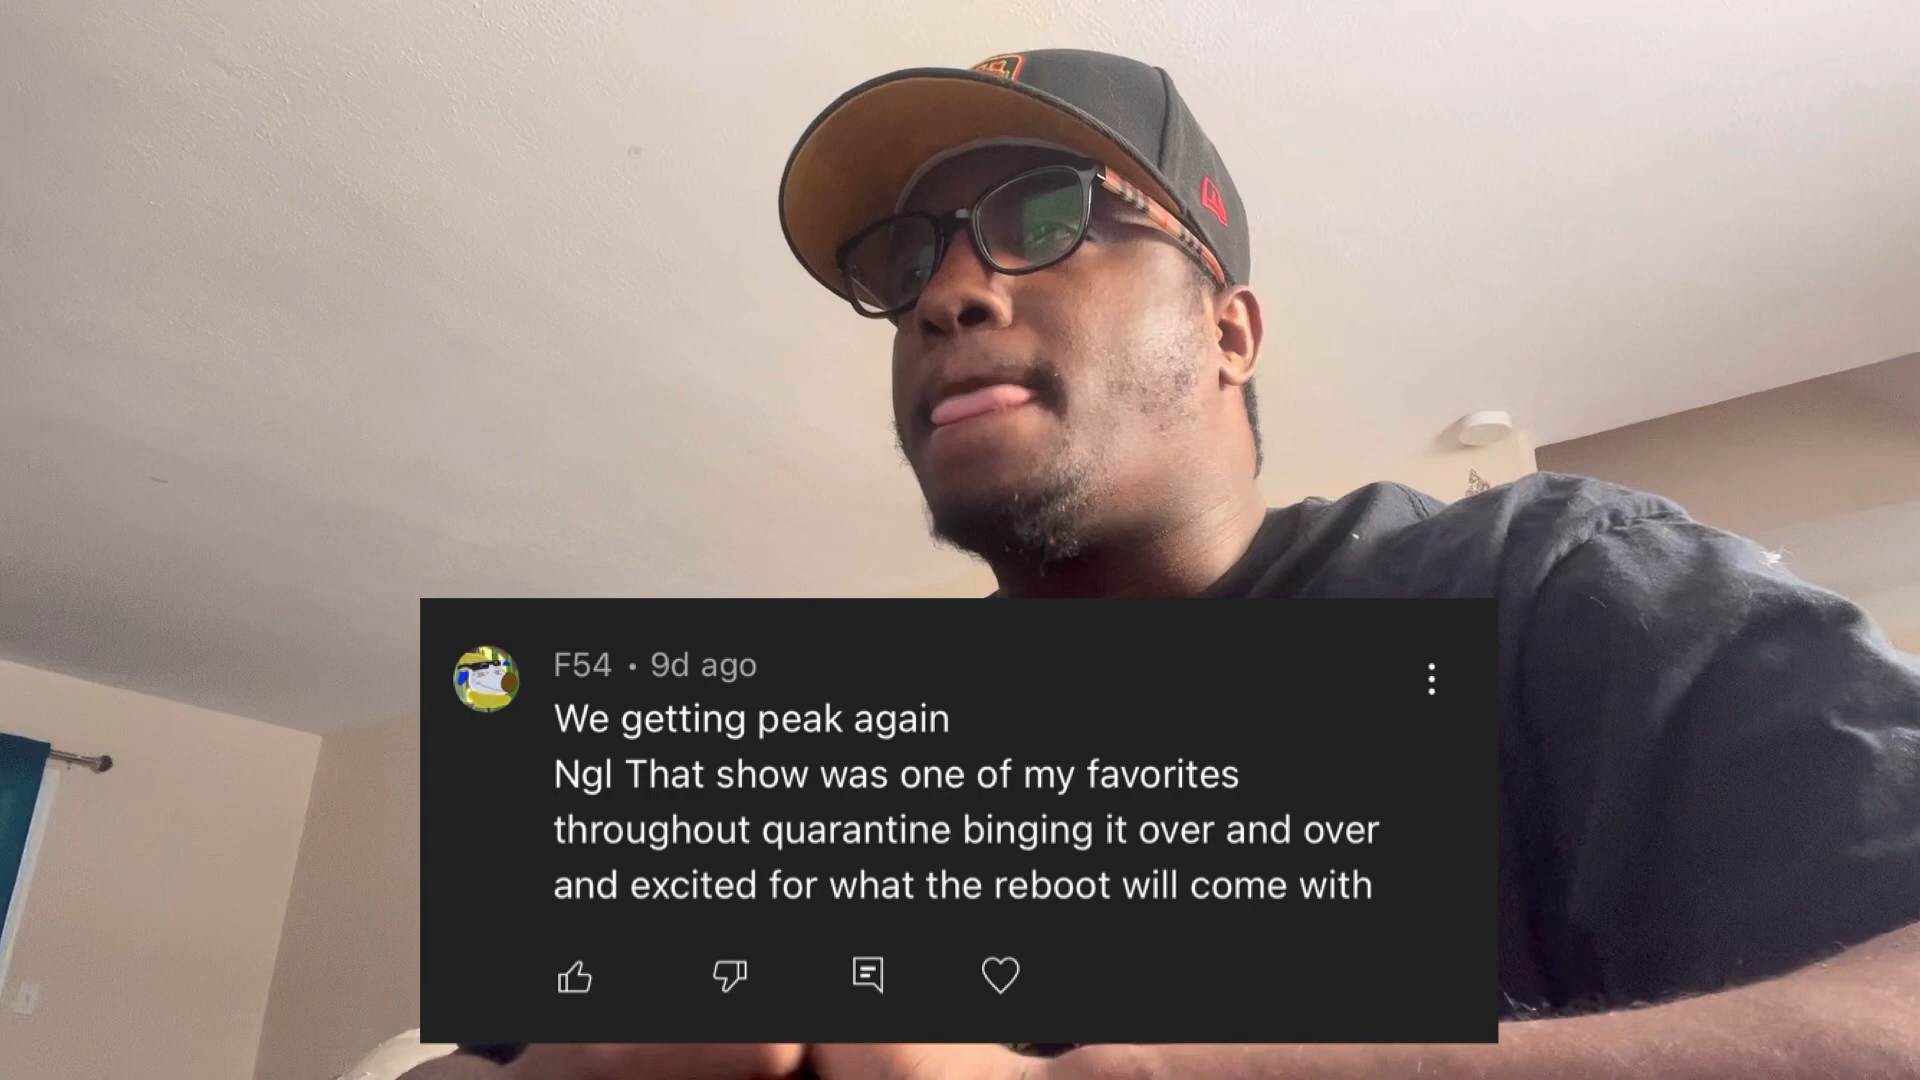 F54 • 9d ago
We getting peak again
Ngl That show was one of my favorites
throughout quarantine binging it over and over
and excited for what the reboot will come with